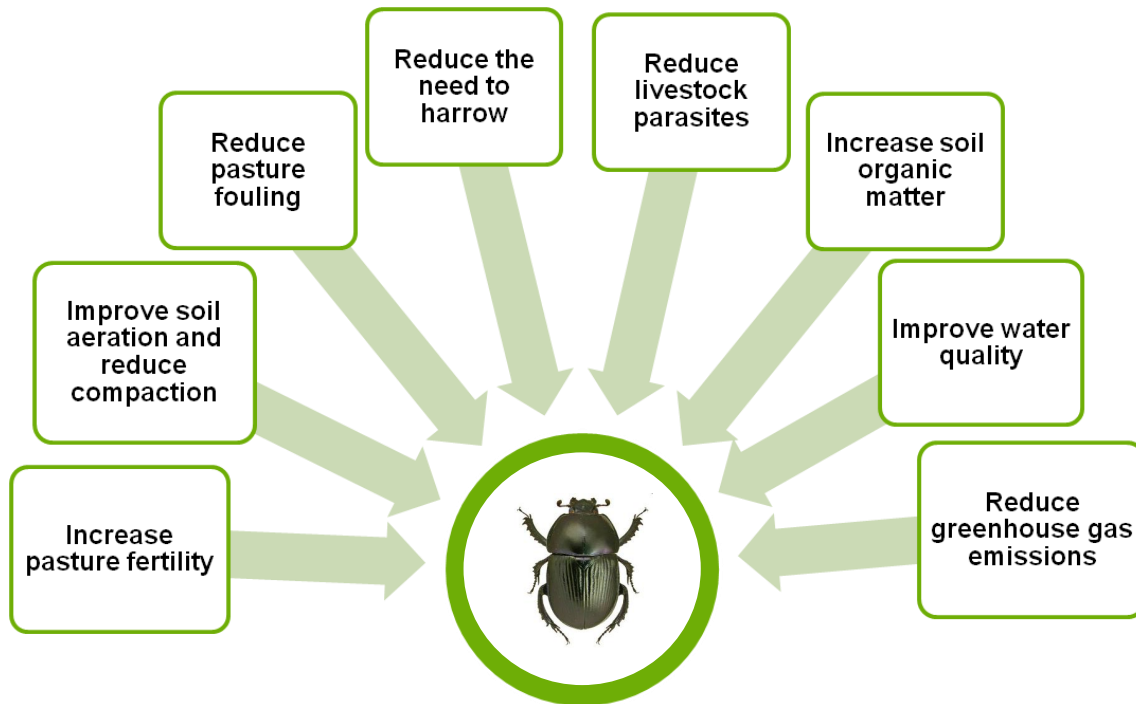 Increase
pasture fertility
Improve soil
aeration and
reduce
compaction
Reduce
pasture
fouling
Reduce the
need to
harrow
Reduce
livestock
parasites
Increase soil
organic
matter
Improve water
quality
Reduce
greenhouse gas
emissions